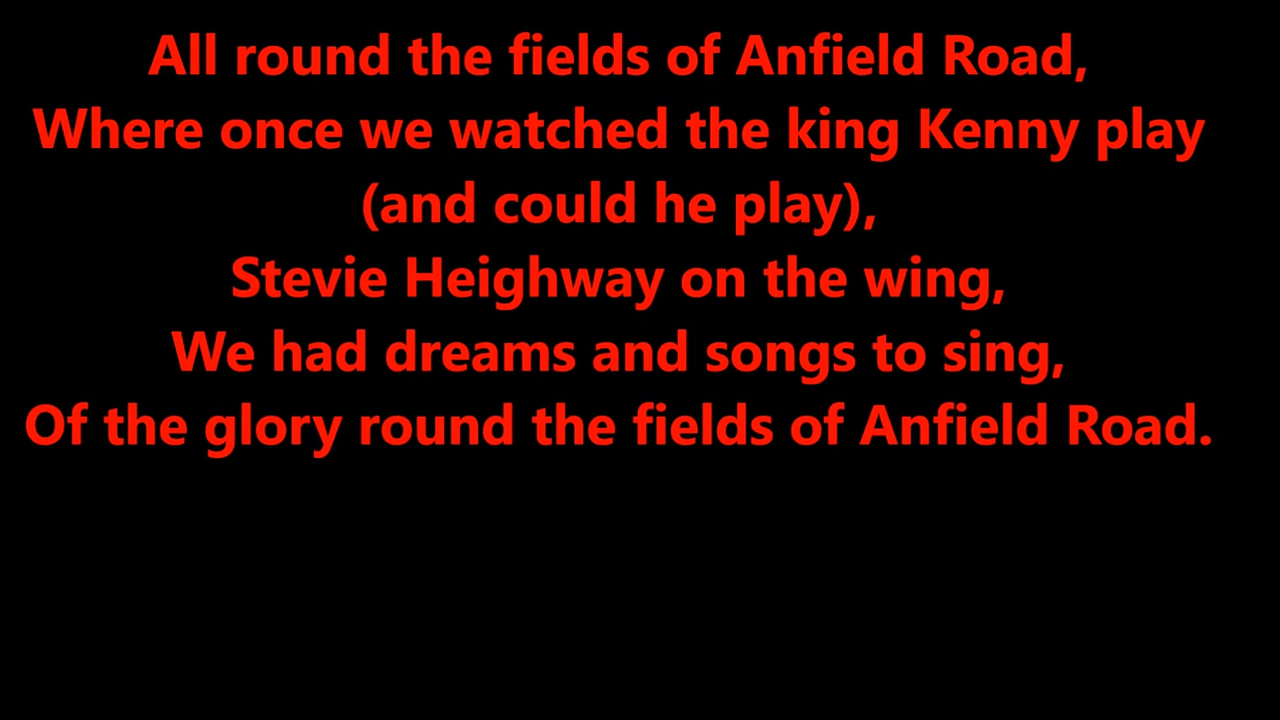 All round the fields of Anfield Road,
Where once we watched the king Kenny play
(and could he play),
Stevie Heighway on the wing,
We had dreams and songs to sing,
Of the glory round the fields of Anfield Road.